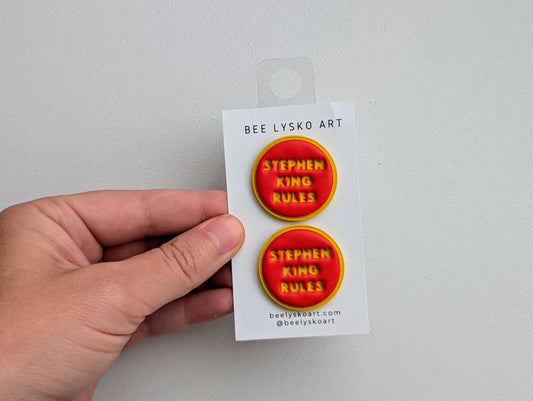 BEE LYSKO ART
STEPHEN
KING
RULES
STEPHEN
KING
RULES
beelyskoart.com
@beelyskoart